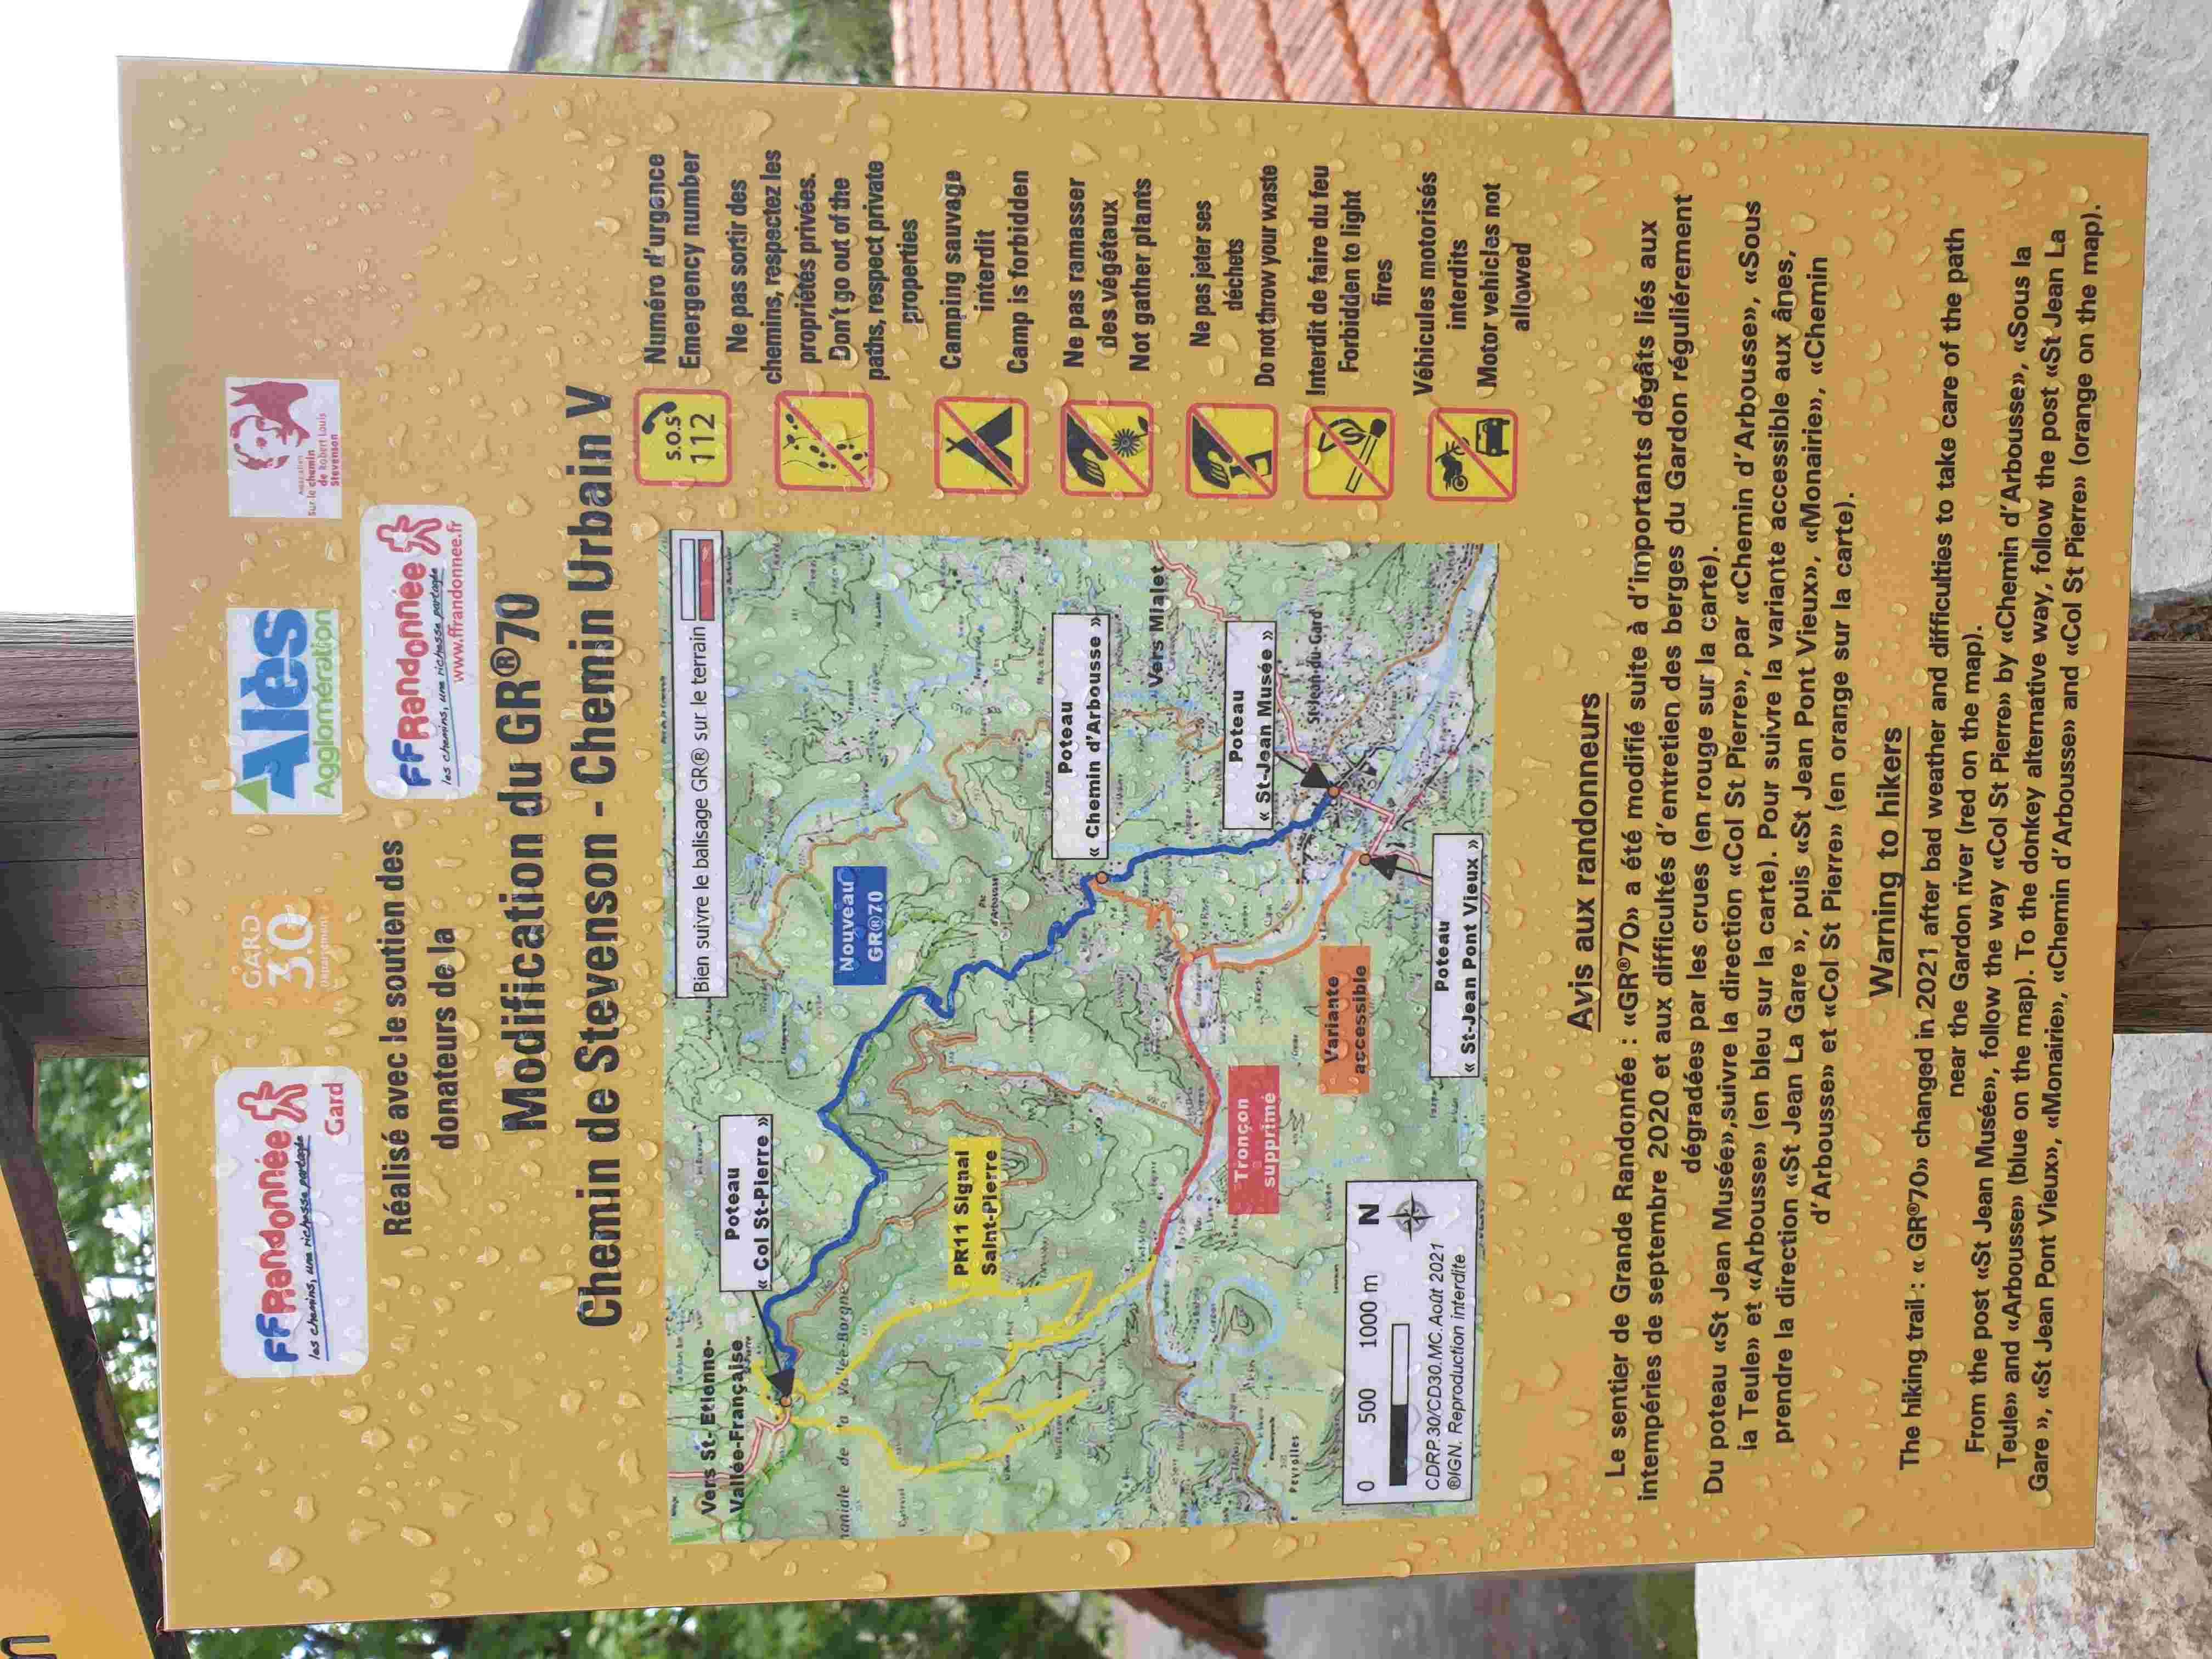 FFRandonnée
les chemins, une richesse partagée
Gard
GARD
30
Département
Alès
Agglomération
Association
Sur le chemin
de Robert Louis
Stevenson
Réalisé avec le soutien des
donateurs de la
FFRandonnée
les chemins, une richesse partagée
www.ffrandonnee.fr
Modification du GR®70
Chemin de Stevenson - Chemin Urbain V
Bien suivre le balisage GR® sur le terrain
Vers St-Etienne-
Vallée-Française
Poteau
« Col St-Pierre »
Nouveau
GR®70
de la Vallée-Borgne
PR11 Signal
Saint-Pierre
d'Arbousse
Poteau
« Chemin d'Arbousse »
Vers Mialet
Tronçon
supprimé
Poteau
« St-Jean Musée »
Peyrolles
St-Jean-du-Gard
Variante
accessible
Poteau
« St-Jean Pont Vieux »
0 500 1000 m N
CDRP.30/CD30.MC.Août 2021
®IGN. Reproduction interdite
S.O.S
112
Numéro d'urgence
Emergency number
Ne pas sortir des
chemins, respectez les
propriétés privées.
Don't go out of the
paths, respect private
properties
Camping sauvage
interdit
Camp is forbidden
Ne pas ramasser
des végétaux
Not gather plants
Ne pas jeter ses
déchets
Do not throw your waste
Interdit de faire du feu
Forbidden to light
fires
Véhicules motorisés
interdits
Motor vehicles not
allowed
Avis aux randonneurs
Le sentier de Grande Randonnée : «GR®70» a été modifié suite à d'importants dégâts liés aux
intempéries de septembre 2020 et aux difficultés d'entretien des berges du Gardon réguliérement
dégradées par les crues (en rouge sur la carte).
Du poteau «St Jean Musée»,suivre la direction «Col St Pierre», par «Chemin d'Arbousse», «Sous
la Teule» et «Arbousse» (en bleu sur la carte). Pour suivre la variante accessible aux ânes,
prendre la direction «St Jean La Gare », puis «St Jean Pont Vieux», «Monairie», «Chemin
d'Arbousse» et «Col St Pierre» (en orange sur la carte).
Warning to hikers
The hiking trail : « GR®70» changed in 2021 after bad weather and difficulties to take care of the path
near the Gardon river (red on the map).
From the post «St Jean Musée», follow the way «Col St Pierre» by «Chemin d'Arbousse», «Sous la
Teule» and «Arbousse» (blue on the map). To the donkey alternative way, follow the post «St Jean La
Gare », «St Jean Pont Vieux», «Monairie», «Chemin d'Arbousse» and «Col St Pierre» (orange on the map).